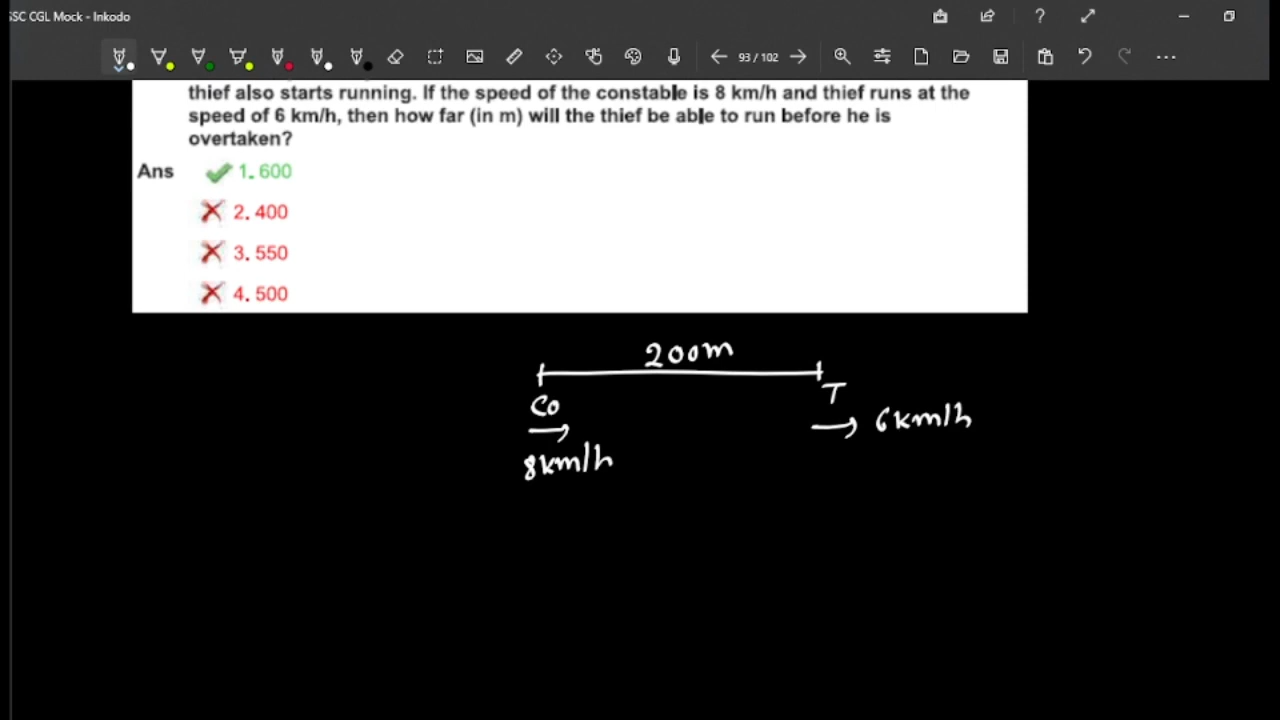 SSC CGL Mock - Inkodo
93 / 102
thief also starts running. If the speed of the constable is 8 km/h and thief runs at the
speed of 6 km/h, then how far (in m) will the thief be able to run before he is
overtaken?
Ans 1. 600
2. 400
3. 550
4. 500
200m
Co
T
6km/h
8km/h